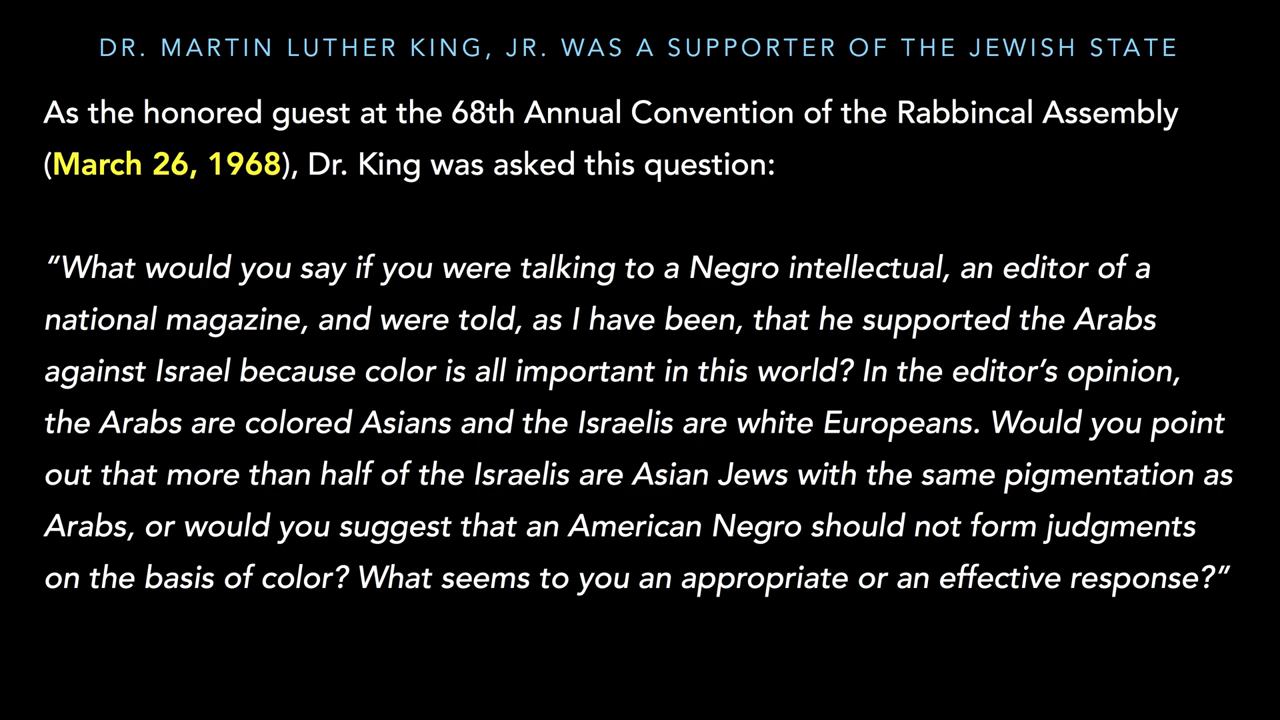 DR. MARTIN LUTHER KING, JR. WAS A SUPPORTER OF THE JEWISH STATE
As the honored guest at the 68th Annual Convention of the Rabbincal Assembly
(March 26, 1968), Dr. King was asked this question:
“What would you say if you were talking to a Negro intellectual, an editor of a
national magazine, and were told, as I have been, that he supported the Arabs
against Israel because color is all important in this world? In the editor’s opinion,
the Arabs are colored Asians and the Israelis are white Europeans. Would you point
out that more than half of the Israelis are Asian Jews with the same pigmentation as
Arabs, or would you suggest that an American Negro should not form judgments
on the basis of color? What seems to you an appropriate or an effective response?”